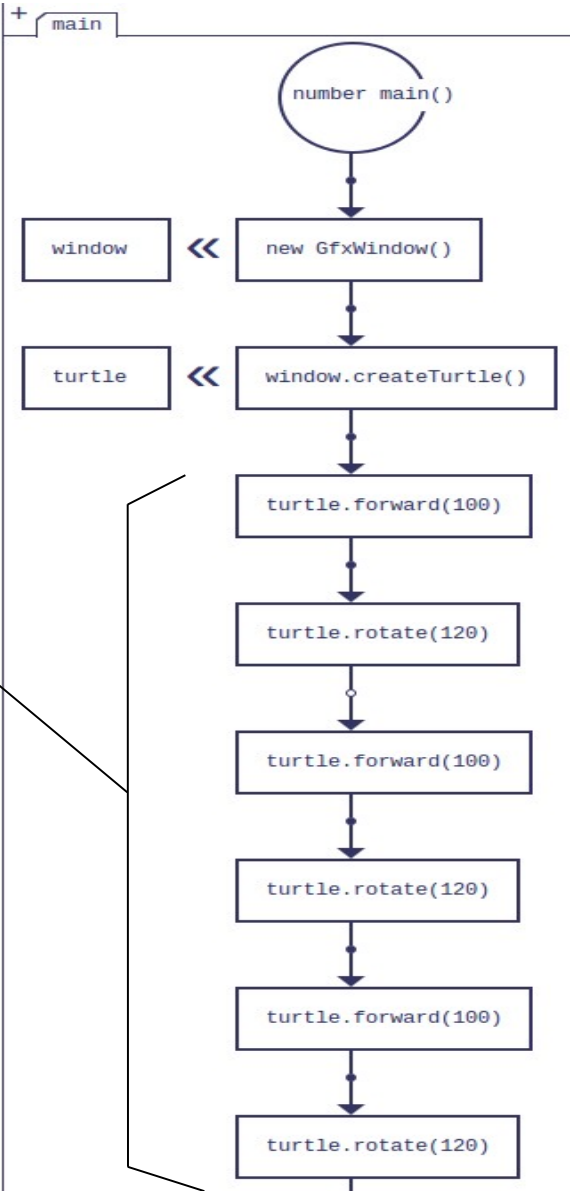 + main
number main()
window « new GfxWindow()
turtle « window.createTurtle()
turtle.forward(100)
turtle.rotate(120)
turtle.forward(100)
turtle.rotate(120)
turtle.forward(100)
turtle.rotate(120)